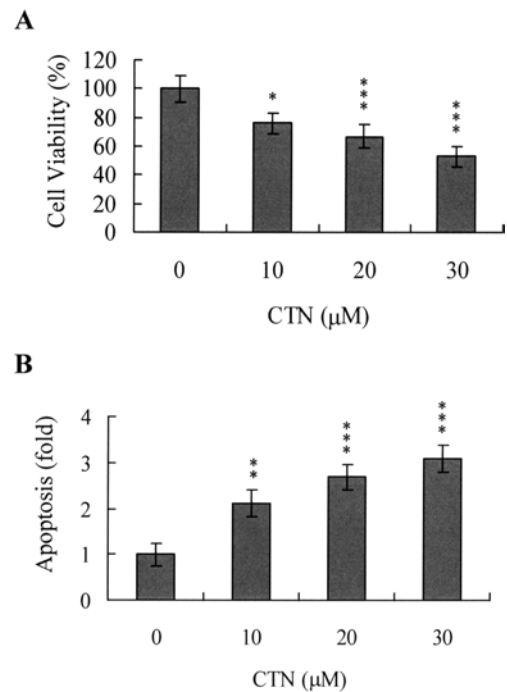 A
Cell Viability (%)
120
100
80
60
40
20
0
*
***
***
0 10 20 30
CTN (μM)
B
Apoptosis (fold)
4
3
2
1
0
**
***
***
0 10 20 30
CTN (μM)